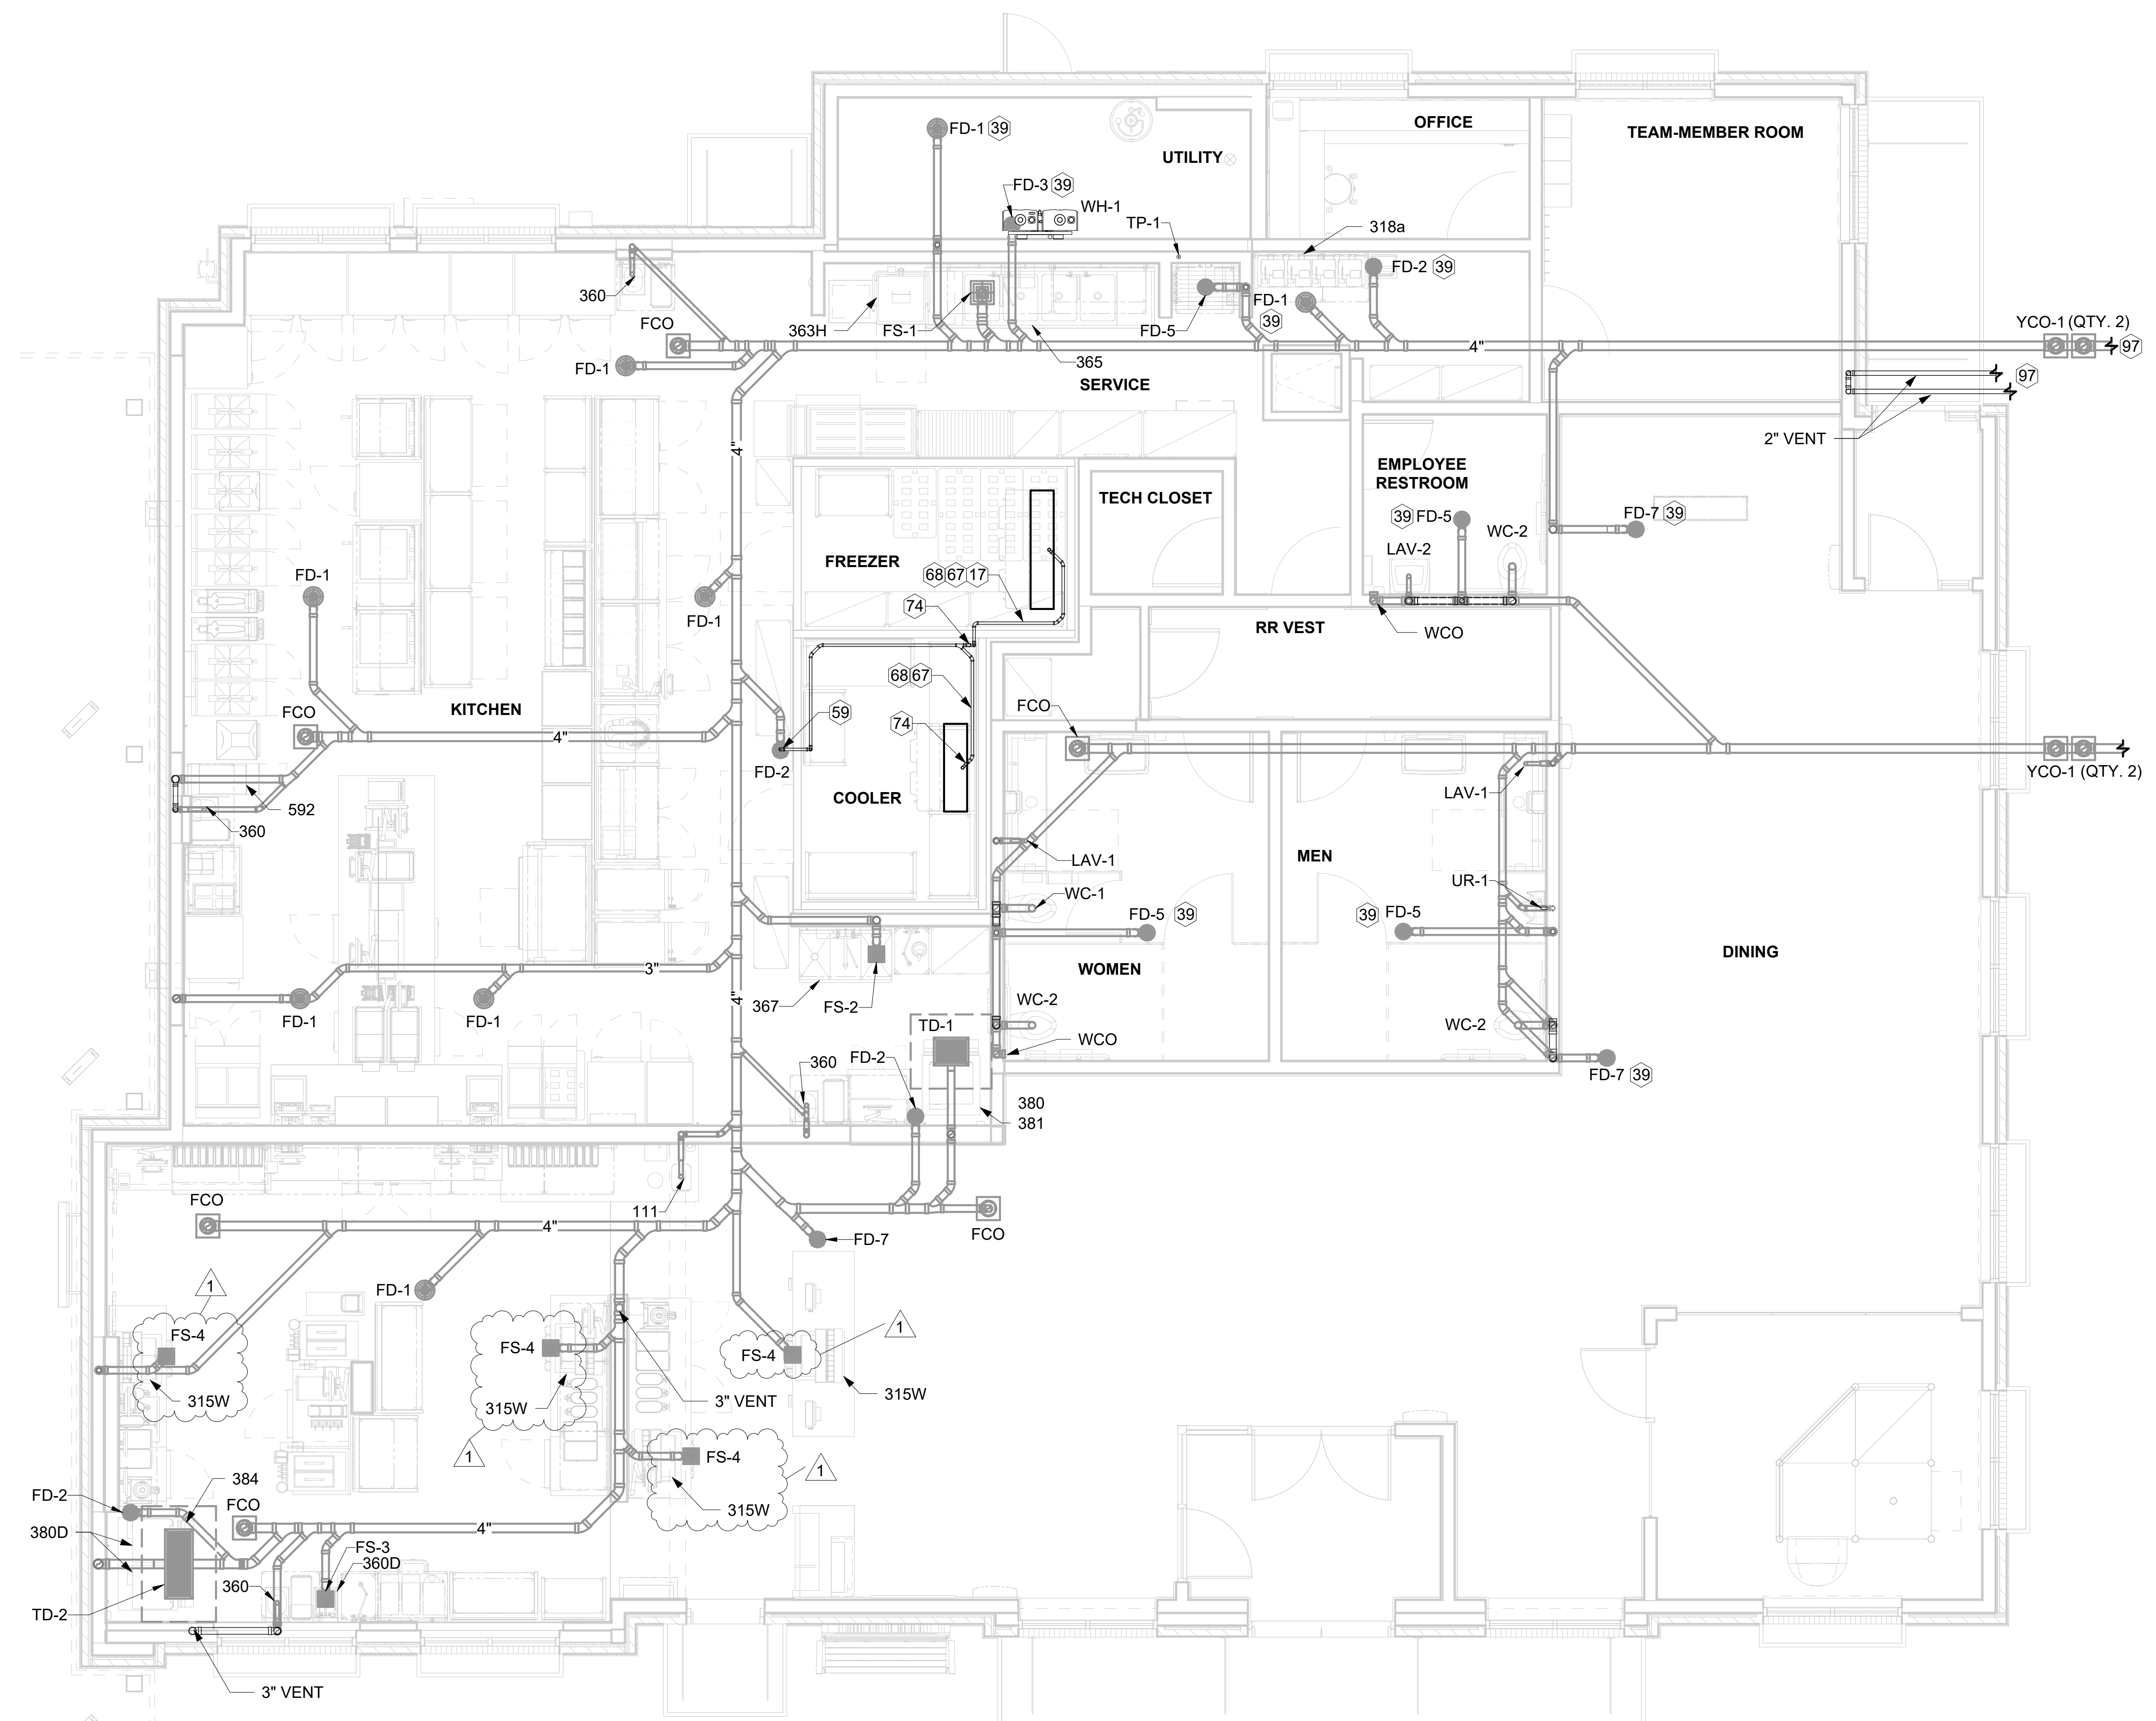 OFFICE
TEAM-MEMBER ROOM
FD-1 39
UTILITY
FD-3 39
WH-1
TP-1
318a
FD-2 39
360
FD-1
39
FCO
363H
FS-1
FD-5
365
4"
YCO-1 (QTY. 2)
97
FD-1
SERVICE
97
2" VENT
4"
EMPLOYEE
RESTROOM
TECH CLOSET
39 FD-5
WC-2
FD-7 39
LAV-2
FREEZER
68 67 17
FD-1
74
FD-1
RR VEST
WCO
68 67
FCO
KITCHEN
59
FCO
74
4"
FD-2
YCO-1 (QTY. 2)
COOLER
LAV-1
592
360
LAV-1
MEN
WC-1
UR-1
FD-5 39
39 FD-5
DINING
3"
WOMEN
4"
367
FS-2
WC-2
FD-1
FD-1
TD-1
WC-2
WCO
FD-2
360
FD-7 39
380
381
FCO
111
4"
FCO
FD-7
FD-1
1
FS-4
FS-4
FS-4
1
315W
315W
3" VENT
315W
1
FS-4
1
384
FD-2
FCO
315W
380D
4"
FS-3
360D
360
TD-2
3" VENT